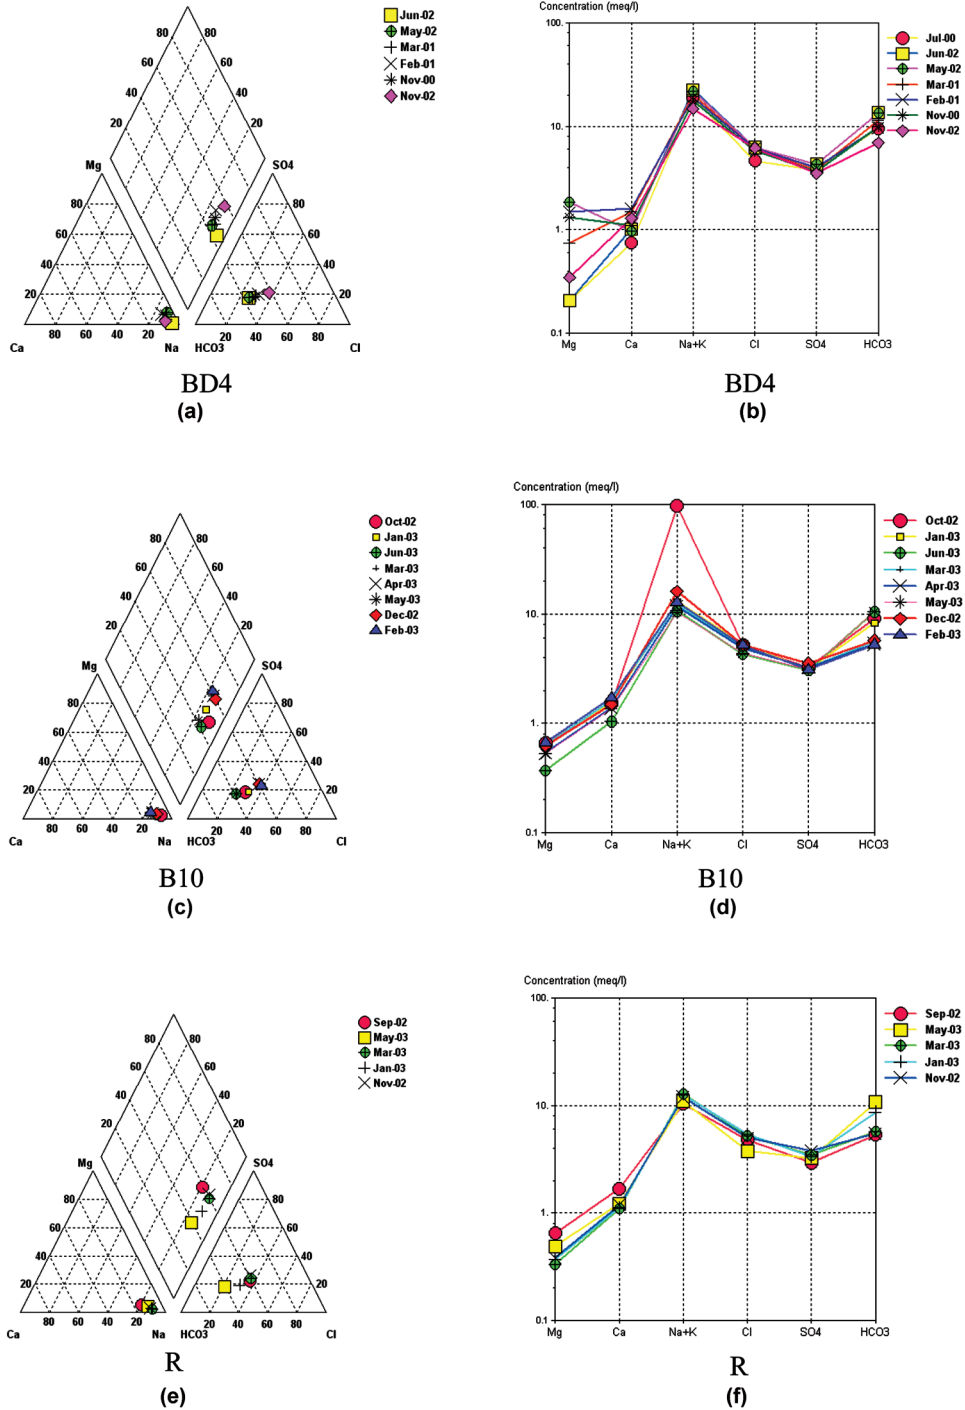 Jun-02
May-02
Mar-01
Feb-01
Nov-00
Nov-02
80 80
60 60
40 40
20 20
Mg SO4
80 80
60 60
40 40
20 20
80 60 40 20 20 40 60 80
Ca Na HCO3 Cl
BD4
(a)
Concentration (meq/l)
100.
10.
1.
0.1
Mg Ca Na+K Cl SO4 HCO3
Jul-00
Jun-02
May-02
Mar-01
Feb-01
Nov-00
Nov-02
BD4
(b)
Oct-02
Jan-03
Jun-03
Mar-03
Apr-03
May-03
Dec-02
Feb-03
80 80
60 60
40 40
20 20
Mg SO4
80 80
60 60
40 40
20 20
80 60 40 20 20 40 60 80
Ca Na HCO3 Cl
B10
(c)
Concentration (meq/l)
100.
10.
1.
0.1
Mg Ca Na+K Cl SO4 HCO3
Oct-02
Jan-03
Jun-03
Mar-03
Apr-03
May-03
Dec-02
Feb-03
B10
(d)
Sep-02
May-03
Mar-03
Jan-03
Nov-02
80 80
60 60
40 40
20 20
Mg SO4
80 80
60 60
40 40
20 20
80 60 40 20 20 40 60 80
Ca Na HCO3 Cl
R
(e)
Concentration (meq/l)
100.
10.
1.
0.1
Mg Ca Na+K Cl SO4 HCO3
Sep-02
May-03
Mar-03
Jan-03
Nov-02
R
(f)